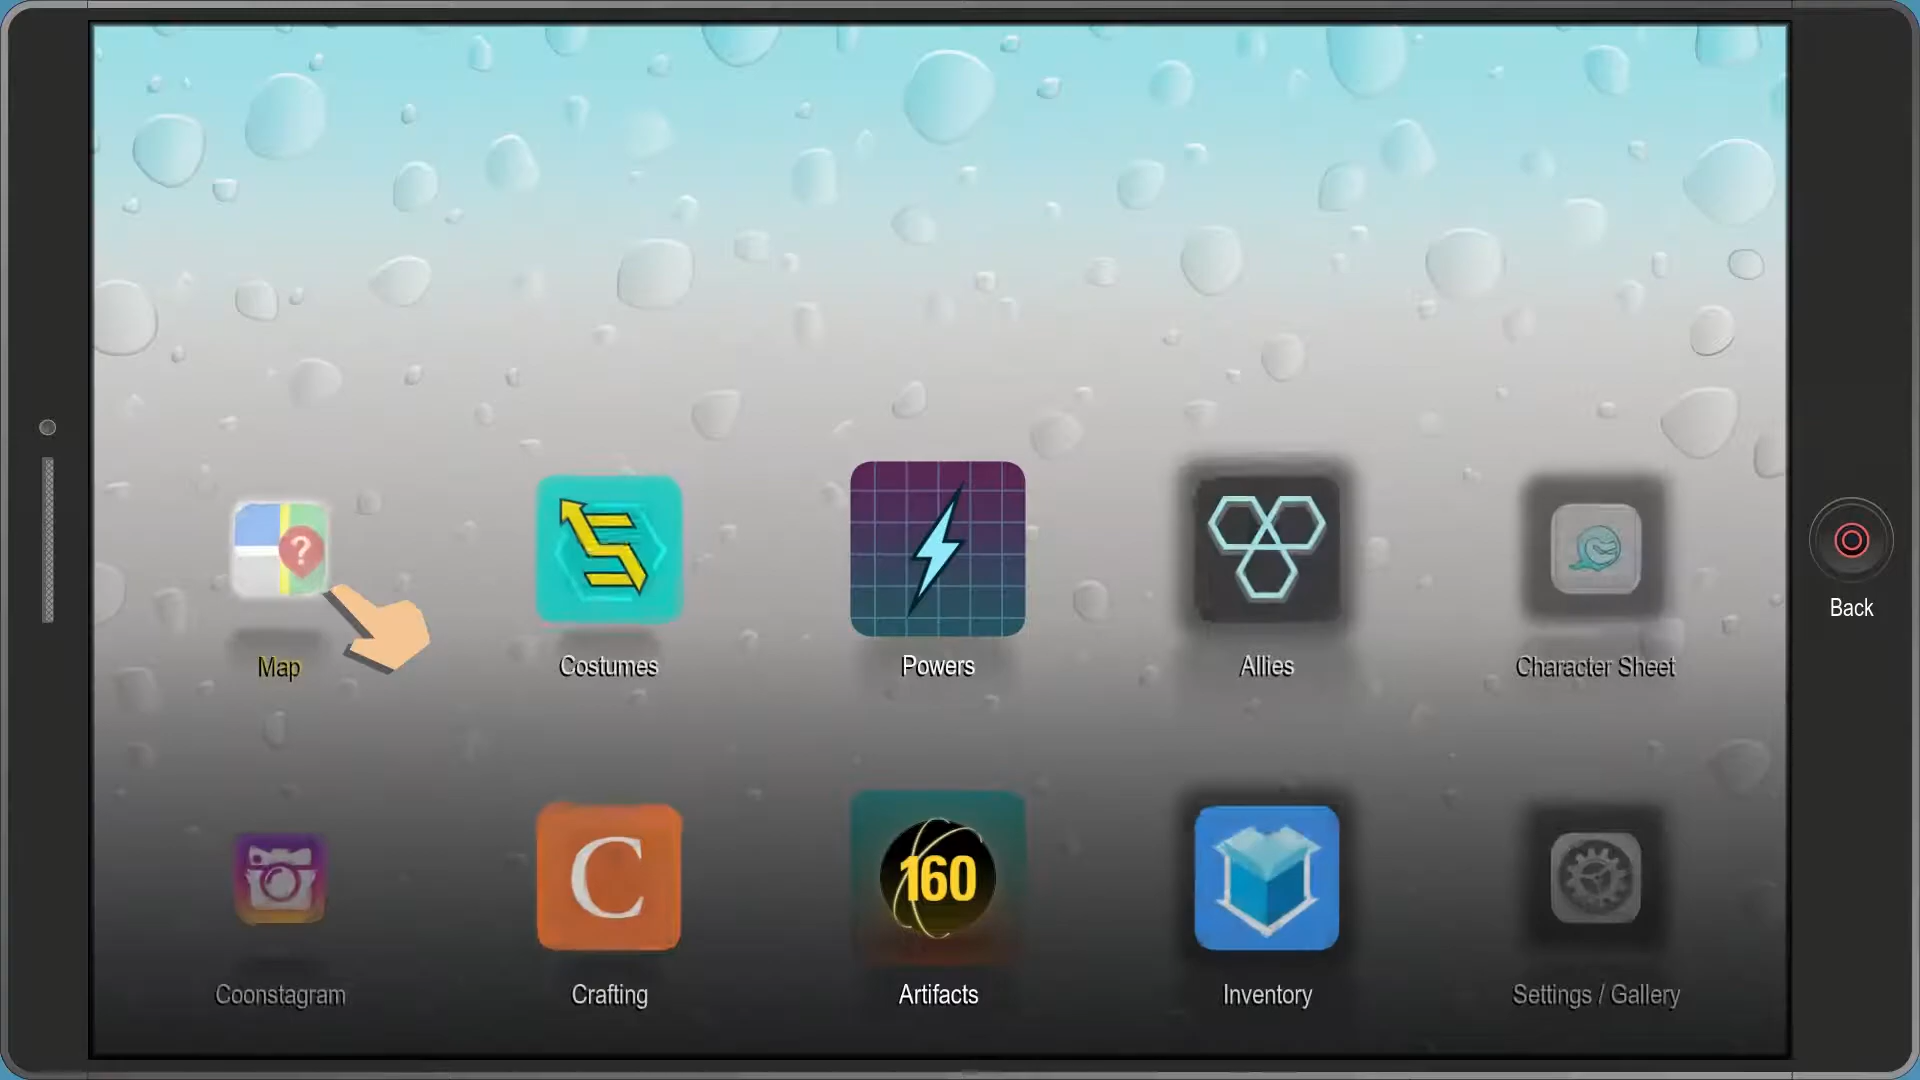 ?
Map
Costumes
Powers
Allies
Character Sheet
Back
C
160
Coonstagram
Crafting
Artifacts
Inventory
Settings / Gallery